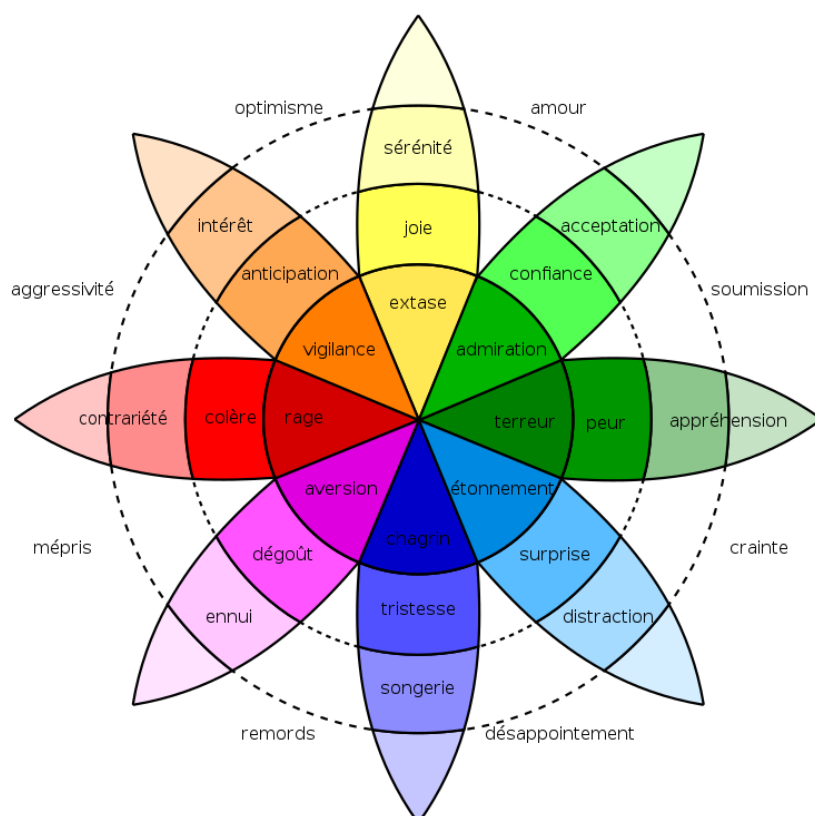 optimisme
amour
sérénité
intérêt
acceptation
joie
anticipation
confiance
aggressivité
soumission
extase
vigilance
admiration
contrariété
colère
rage
terreur
peur
appréhension
aversion
étonnement
chagrin
mépris
dégoût
surprise
crainte
ennui
tristesse
distraction
songerie
remords
désappointement